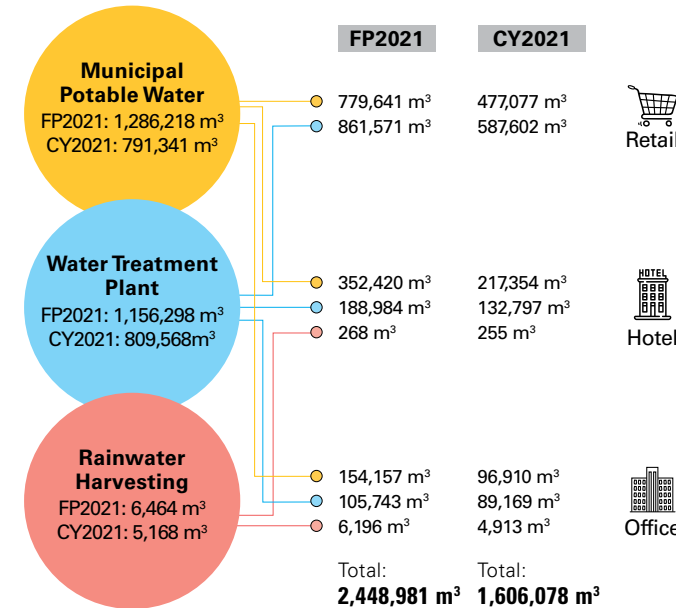 Municipal
Potable Water
FP2021: 1,286,218 m³
CY2021: 791,341 m³
Water Treatment
Plant
FP2021: 1,156,298 m³
CY2021: 809,568m³
Rainwater
Harvesting
FP2021: 6,464 m³
CY2021: 5,168 m³
FP2021 CY2021
779,641 m³ 477,077 m³
861,571 m³ 587,602 m³
Retail
352,420 m³ 217,354 m³
188,984 m³ 132,797 m³
268 m³ 255 m³
HOTEL
Hotel
154,157 m³ 96,910 m³
105,743 m³ 89,169 m³
6,196 m³ 4,913 m³
Office
Total: Total:
2,448,981 m³ 1,606,078 m³